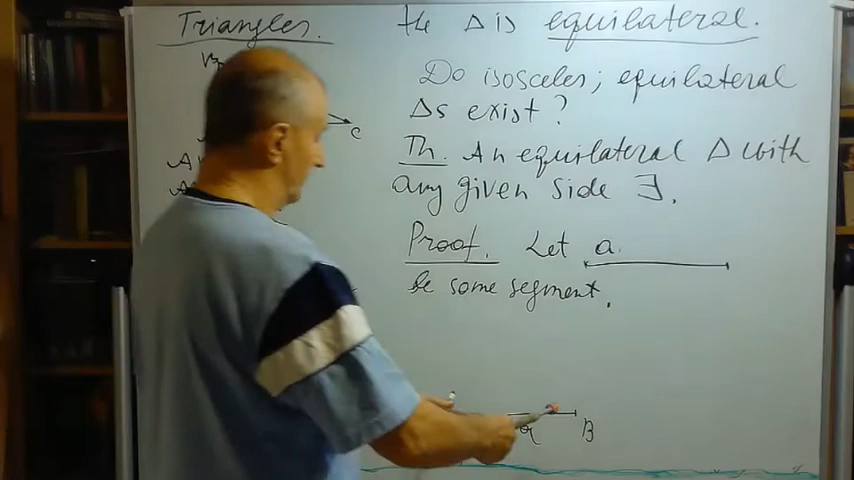 Triangles.
the Δ is equilateral.
Do isosceles; equilateral
Δs exist?
C
Th. An equilateral Δ with
any given side ∃.
Proof. Let a
be some segment.
a B